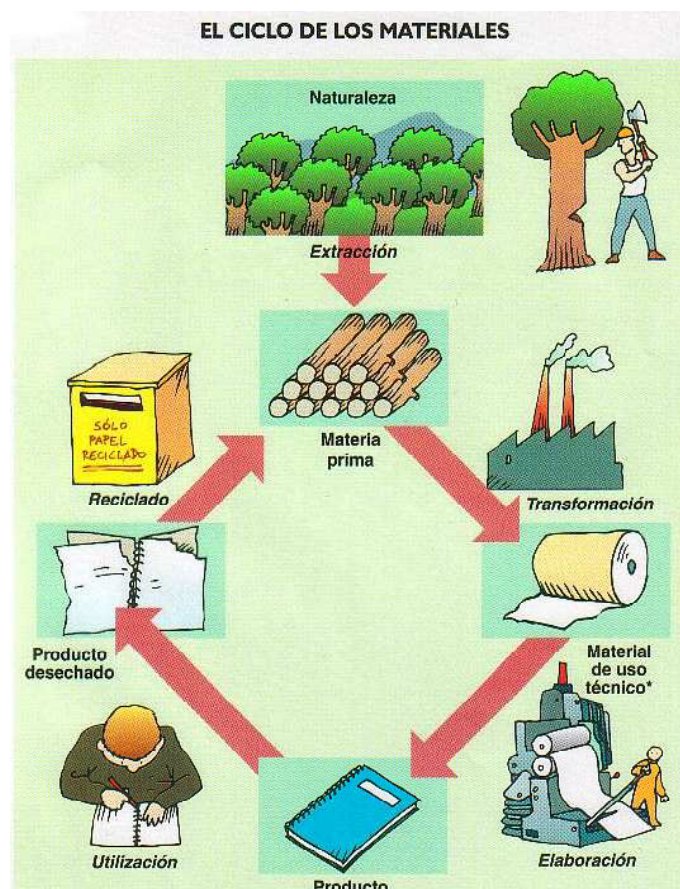 EL CICLO DE LOS MATERIALES
Naturaleza
Extracción
Materia
prima
SÓLO
PAPEL
RECICLADO
Reciclado
Transformación
Producto
desechado
Material
de uso
técnico*
Utilización
Elaboración
Producto